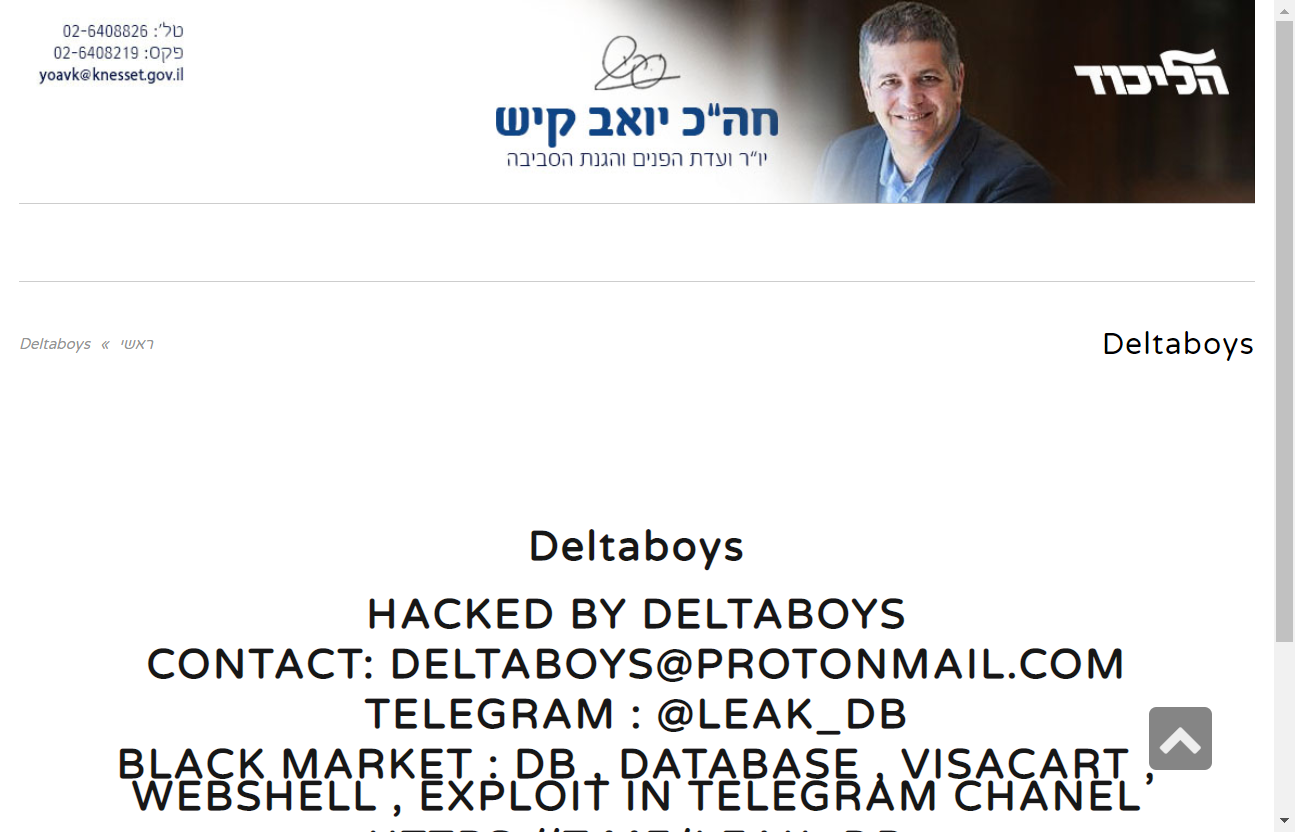 טל': 02-6408826
פקס: 02-6408219
yoavk@knesset.gov.il
חה"כ יואב קיש
יו"ר ועדת הפנים והגנת הסביבה
הליכוד
Deltaboys
ראשי » Deltaboys
Deltaboys
HACKED BY DELTABOYS
CONTACT: DELTABOYS@PROTONMAIL.COM
TELEGRAM : @LEAK_DB
BLACK MARKET : DB , DATABASE , VISACART ,
WEBSHELL , EXPLOIT IN TELEGRAM CHANEL